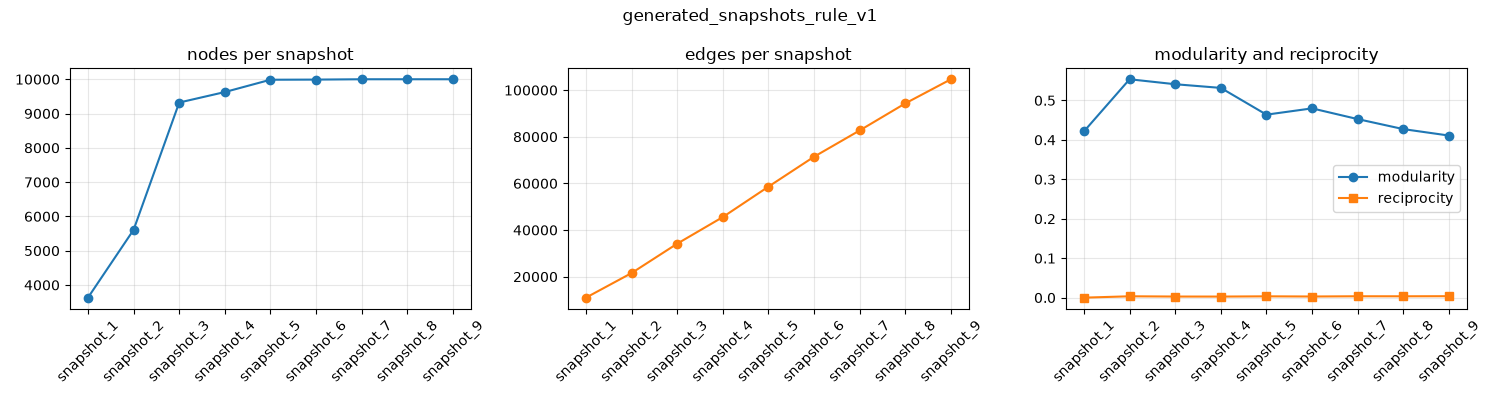 generated_snapshots_rule_v1
nodes per snapshot
10000
9000
8000
7000
6000
5000
4000
snapshot_1
snapshot_2
snapshot_3
snapshot_4
snapshot_5
snapshot_6
snapshot_7
snapshot_8
snapshot_9
edges per snapshot
100000
80000
60000
40000
20000
snapshot_1
snapshot_2
snapshot_3
snapshot_4
snapshot_5
snapshot_6
snapshot_7
snapshot_8
snapshot_9
modularity and reciprocity
0.5
0.4
0.3
0.2
0.1
0.0
modularity
reciprocity
snapshot_1
snapshot_2
snapshot_3
snapshot_4
snapshot_5
snapshot_6
snapshot_7
snapshot_8
snapshot_9